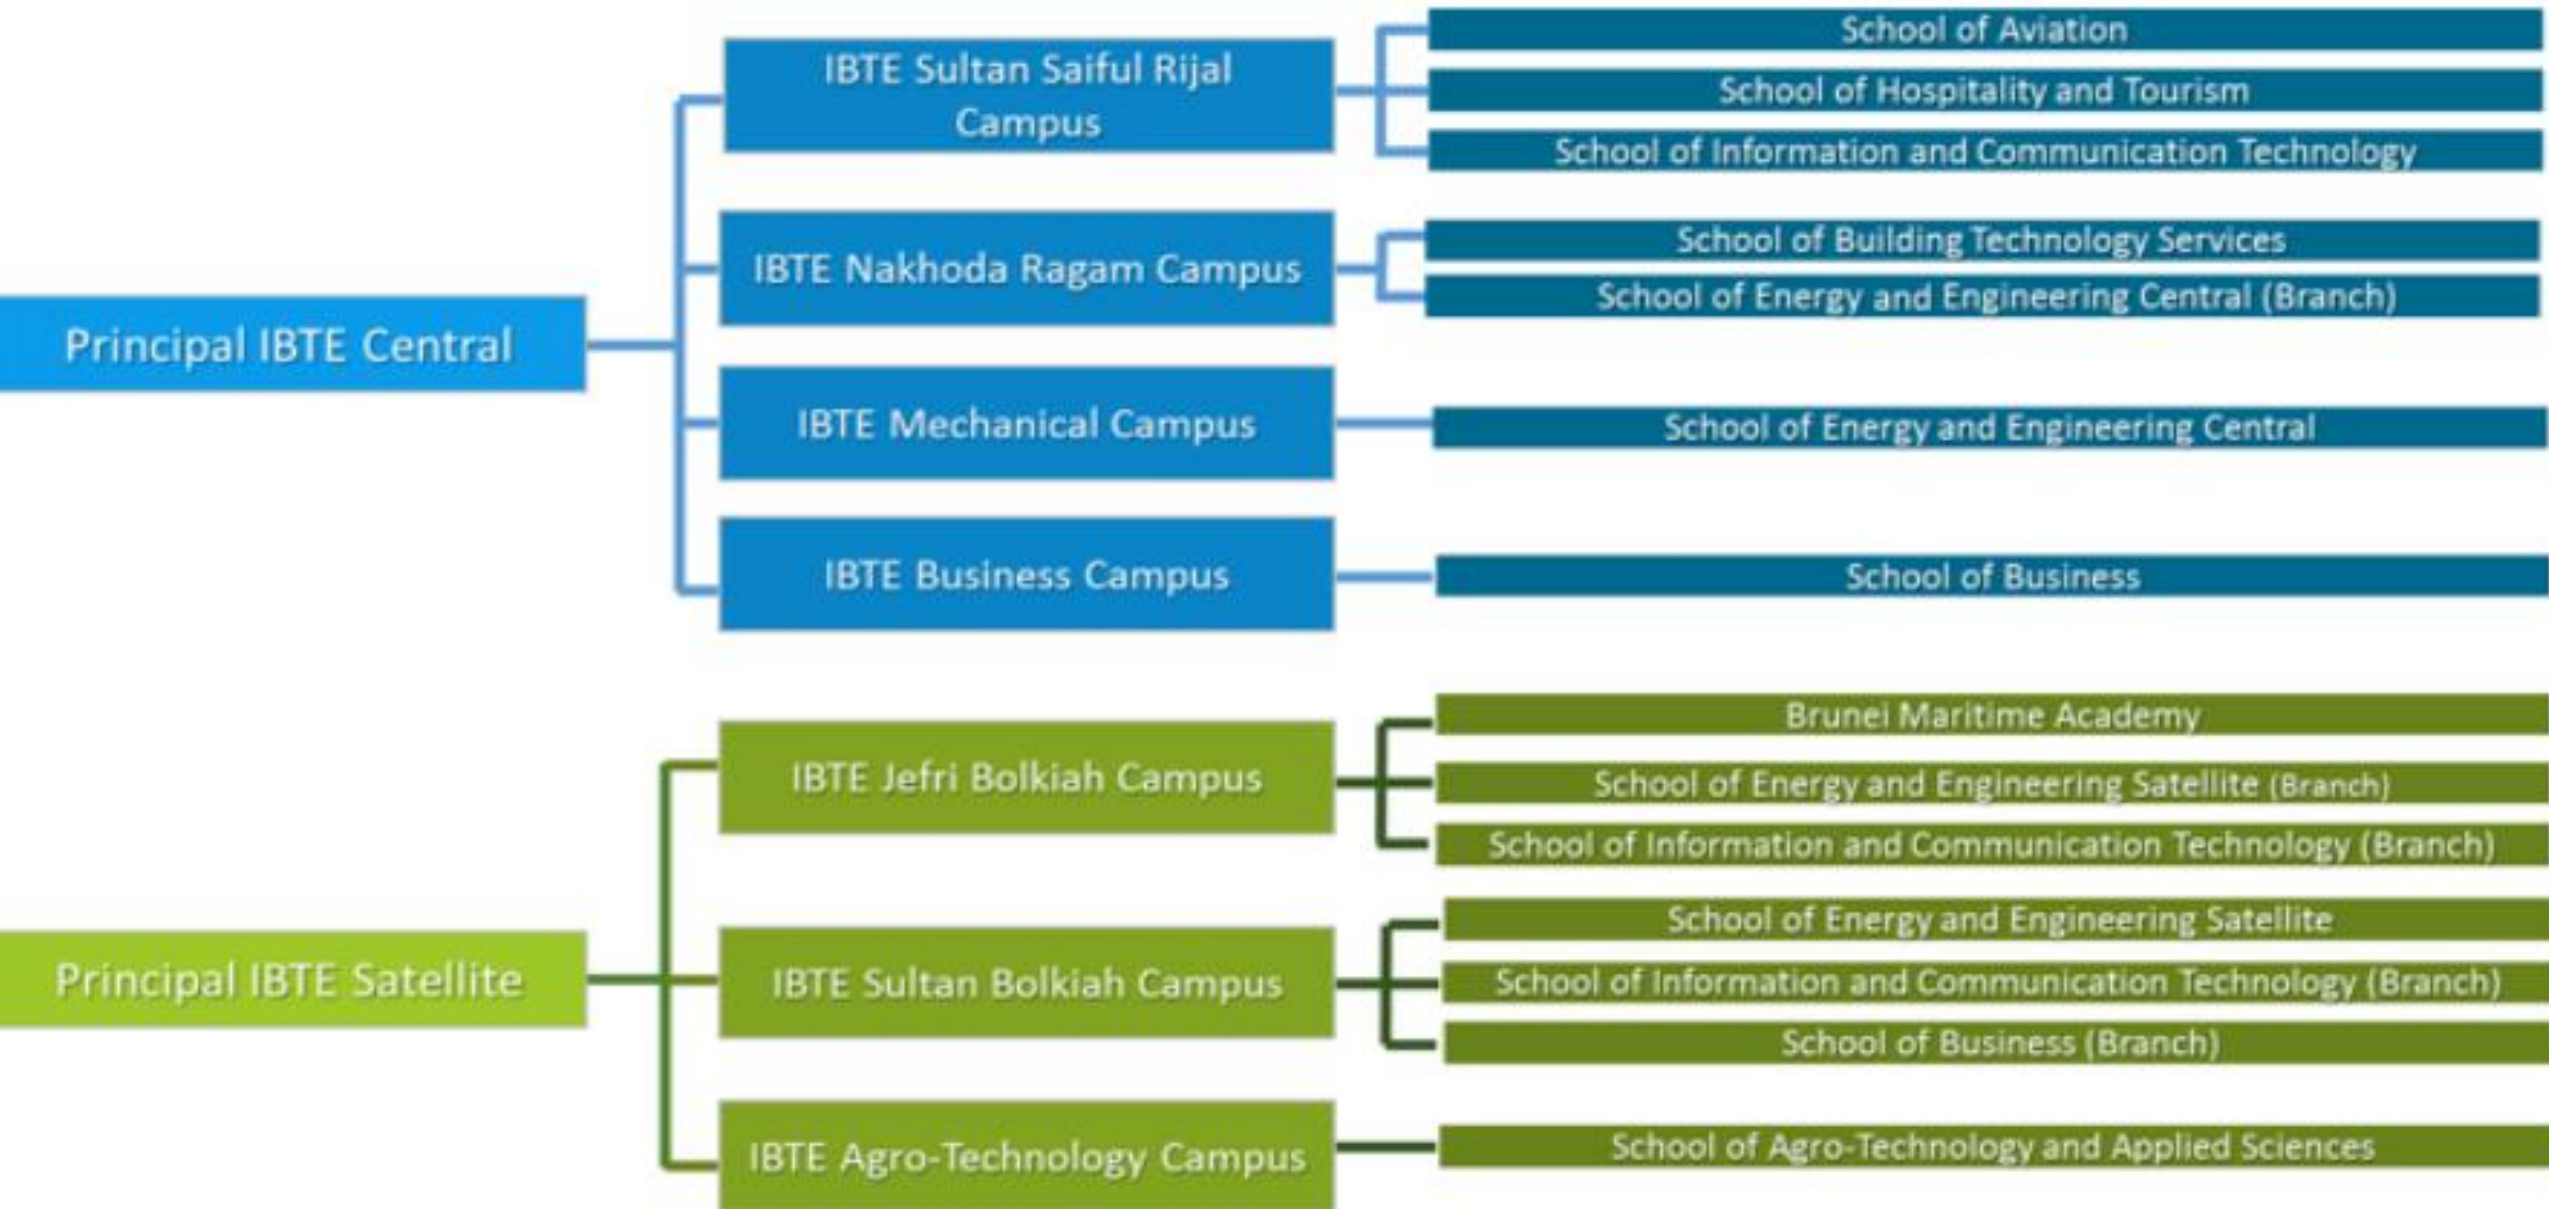 Principal IBTE Central
IBTE Sultan Saiful Rijal
Campus
School of Aviation
School of Hospitality and Tourism
School of Information and Communication Technology
IBTE Nakhoda Ragam Campus
School of Building Technology Services
School of Energy and Engineering Central (Branch)
IBTE Mechanical Campus
School of Energy and Engineering Central
IBTE Business Campus
School of Business
Principal IBTE Satellite
IBTE Jefri Bolkiah Campus
Brunei Maritime Academy
School of Energy and Engineering Satellite (Branch)
School of Information and Communication Technology (Branch)
IBTE Sultan Bolkiah Campus
School of Energy and Engineering Satellite
School of Information and Communication Technology (Branch)
School of Business (Branch)
IBTE Agro-Technology Campus
School of Agro-Technology and Applied Sciences